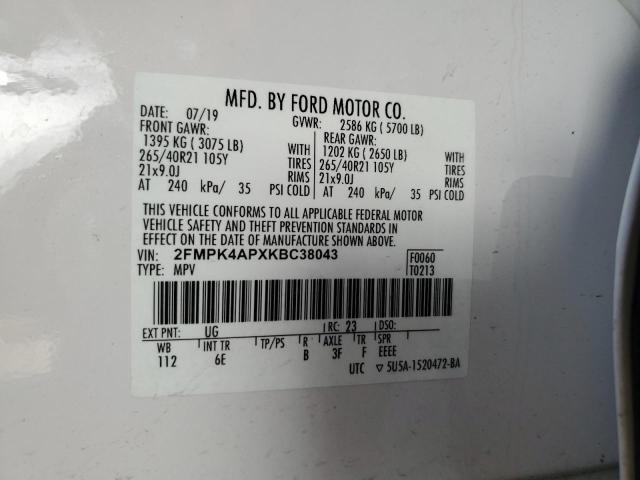 MFD. BY FORD MOTOR CO.
DATE: 07/19 GVWR: 2586 KG ( 5700 LB)
FRONT GAWR: REAR GAWR:
1395 KG ( 3075 LB) 1202 KG ( 2650 LB)
265/40R21 105Y TIRES 265/40R21 105Y TIRES
21x9.0J RIMS 21x9.0J RIMS
AT 240 kPa/ 35 PSI COLD AT 240 kPa/ 35 PSI COLD
THIS VEHICLE CONFORMS TO ALL APPLICABLE FEDERAL MOTOR
VEHICLE SAFETY AND THEFT PREVENTION STANDARDS IN
EFFECT ON THE DATE OF MANUFACTURE SHOWN ABOVE.
VIN: 2FMPK4APXKBC38043 F0060
TYPE: MPV T0213
EXT PNT: UG RC: 23 DSO:
WB INT TR TP/PS R AXLE TR SPR
112 6E B 3F F EEEE
UTC ▽ 5U5A-1520472-BA